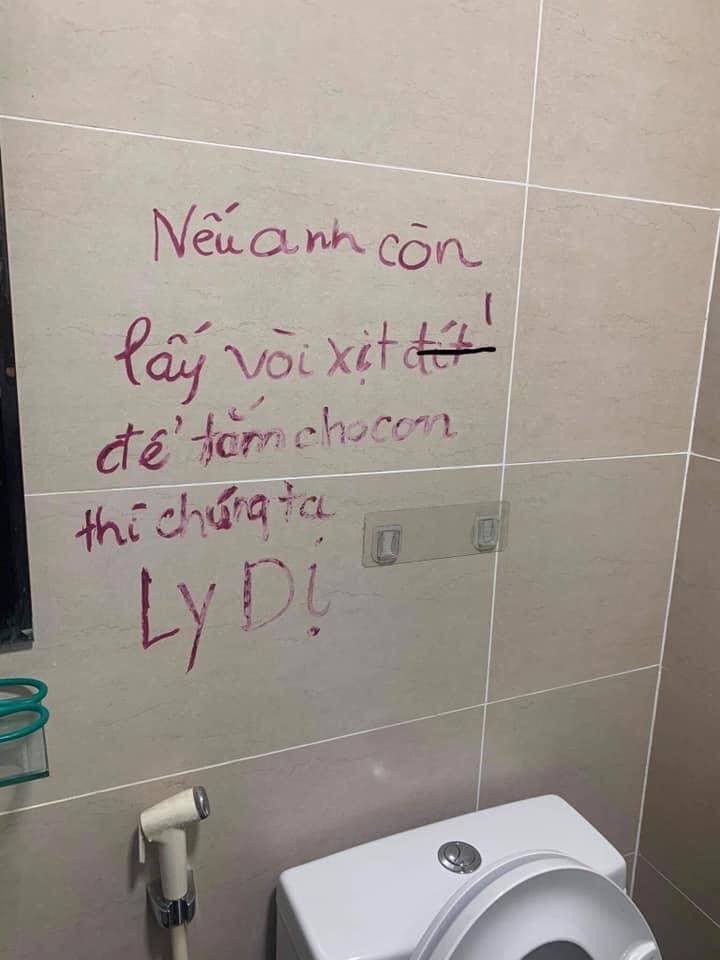 Nếu anh còn
lấy vòi xịt đít
để tắm cho con
thì chúng ta
Ly Dị